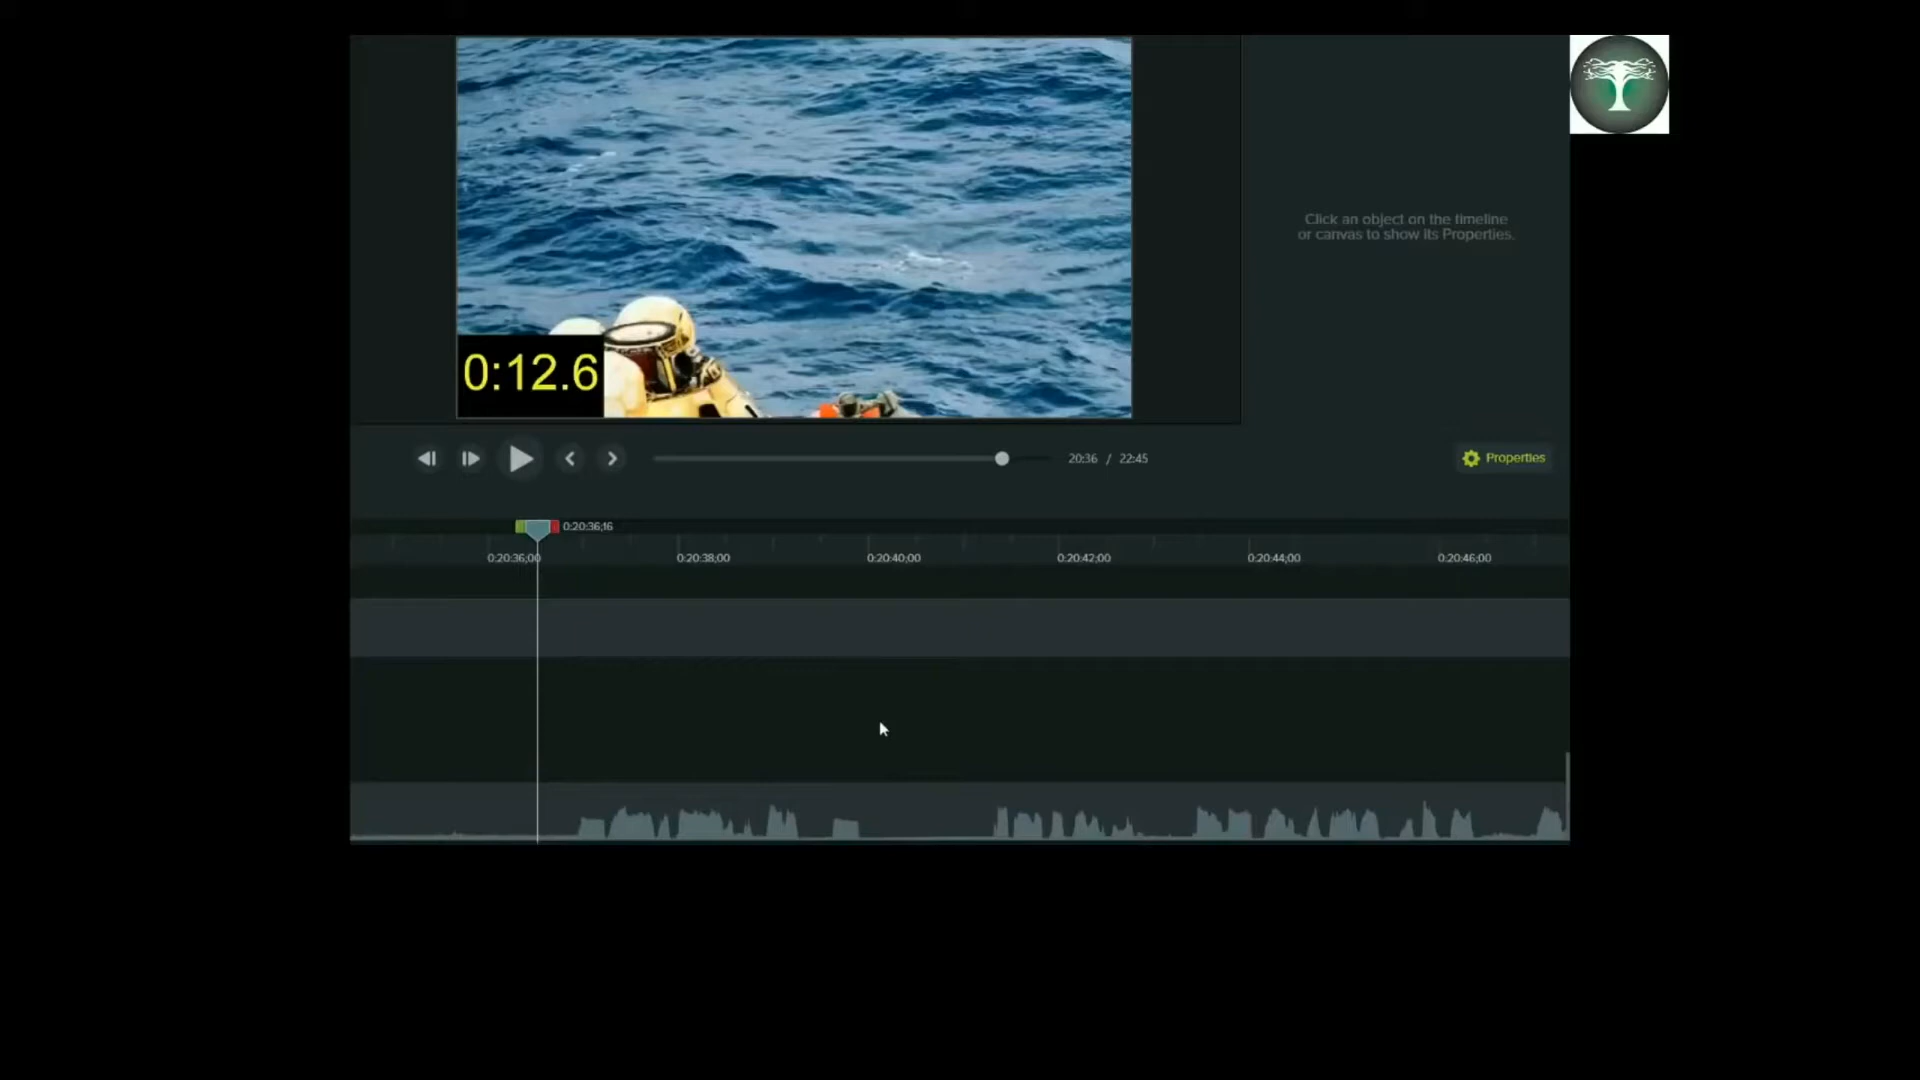 Click an object on the timeline
or canvas to show its Properties.
0:12.6
20:36 / 22:45
Properties
0:20:36;16
0:20:36;00 0:20:38;00 0:20:40;00 0:20:42;00 0:20:44;00 0:20:46;00